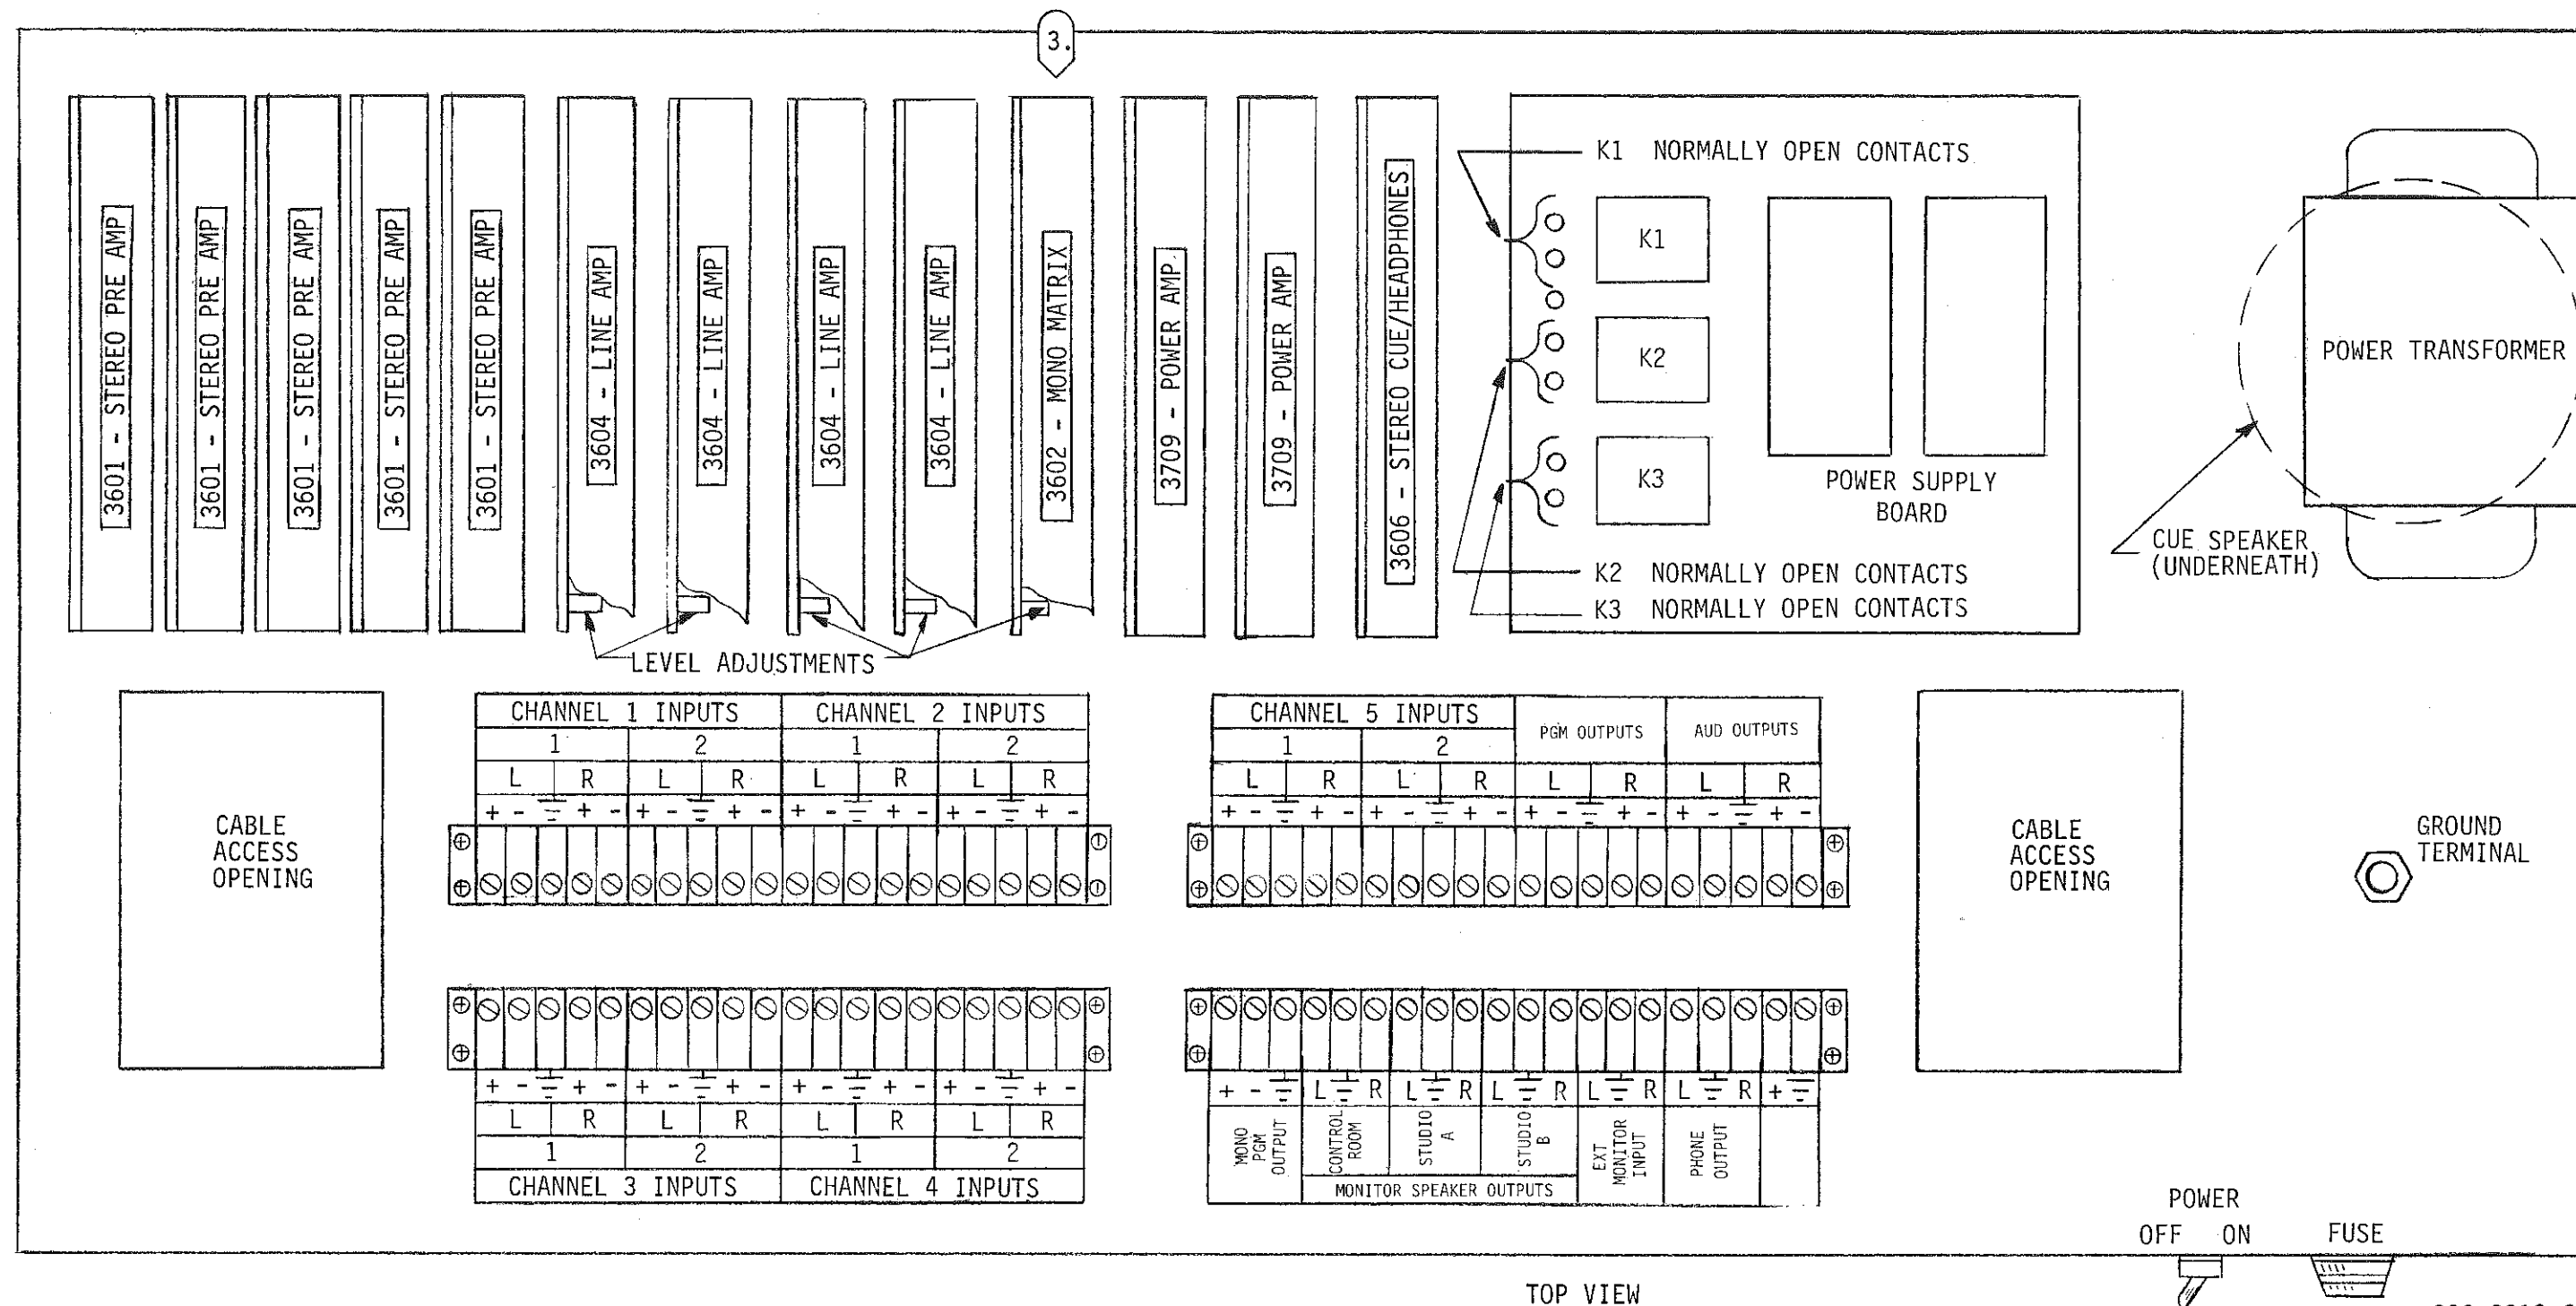 3.
3601 - STEREO PRE AMP
3601 - STEREO PRE AMP
3601 - STEREO PRE AMP
3601 - STEREO PRE AMP
3601 - STEREO PRE AMP
3604 - LINE AMP
3604 - LINE AMP
3604 - LINE AMP
3604 - LINE AMP
3602 - MONO MATRIX
3709 - POWER AMP
3709 - POWER AMP
3606 - STEREO CUE/HEADPHONES
K1 NORMALLY OPEN CONTACTS
K1
K2
K3
POWER SUPPLY
BOARD
K2 NORMALLY OPEN CONTACTS
K3 NORMALLY OPEN CONTACTS
POWER TRANSFORMER
CUE SPEAKER
(UNDERNEATH)
LEVEL ADJUSTMENTS
CABLE
ACCESS
OPENING
CHANNEL 1 INPUTS CHANNEL 2 INPUTS
1 2 1 2
L R L R L R L R
+ - + - + - + - + - + - + - + -
CHANNEL 5 INPUTS PGM OUTPUTS AUD OUTPUTS
1 2
L R L R L R L R
+ - + - + - + - + - + - + - + -
CABLE
ACCESS
OPENING
GROUND
TERMINAL
+ - + - + - + - + - + - + - + -
L R L R L R L R
1 2 1 2
CHANNEL 3 INPUTS CHANNEL 4 INPUTS
+ - L R L R L R L R L R +
MONO
PGM
OUTPUT
CONTROL
ROOM
STUDIO
A
STUDIO
B
EXT
MONITOR
INPUT
PHONE
OUTPUT
MONITOR SPEAKER OUTPUTS
POWER
OFF ON
FUSE
TOP VIEW